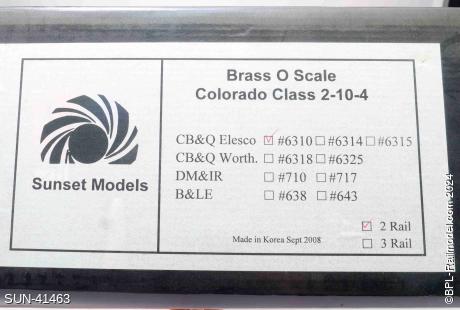 Brass O Scale
Colorado Class 2-10-4
CB&Q Elesco ☑ #6310 ☐ #6314 ☐ #6315
CB&Q Worth. ☐ #6318 ☐ #6325
DM&IR ☐ #710 ☐ #717
B&LE ☐ #638 ☐ #643
Sunset Models
☑ 2 Rail
☐ 3 Rail
Made in Korea Sept 2008
SUN-41463
©BPL-Railmodel.com 2024